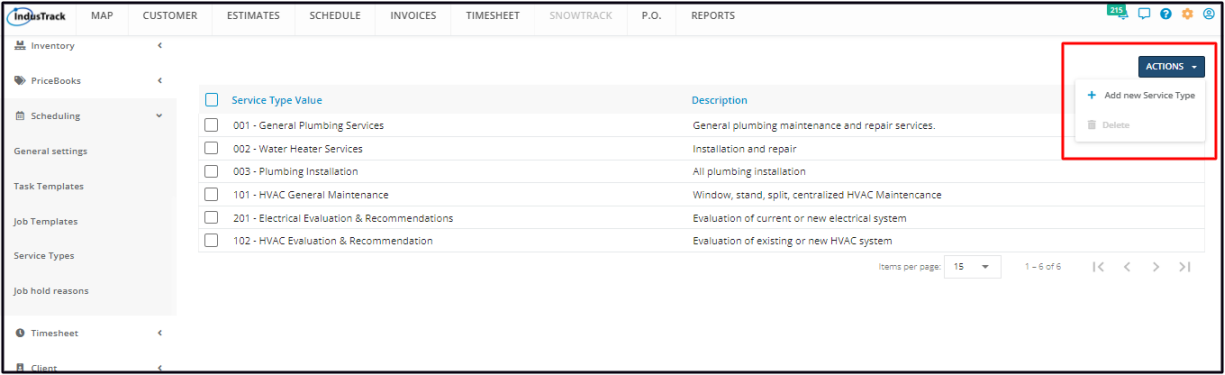 IndusTrack MAP CUSTOMER ESTIMATES SCHEDULE INVOICES TIMESHEET SNOWTRACK P.O. REPORTS 215
Inventory
PriceBooks
Scheduling
General settings
Task Templates
Job Templates
Service Types
Job hold reasons
Timesheet
Client
ACTIONS
+ Add new Service Type
Delete
Service Type Value Description
001 - General Plumbing Services General plumbing maintenance and repair services.
002 - Water Heater Services Installation and repair
003 - Plumbing Installation All plumbing installation
101 - HVAC General Maintenance Window, stand, split, centralized HVAC Maintencance
201 - Electrical Evaluation & Recommendations Evaluation of current or new electrical system
102 - HVAC Evaluation & Recommendation Evaluation of existing or new HVAC system
Items per page: 15 1 – 6 of 6